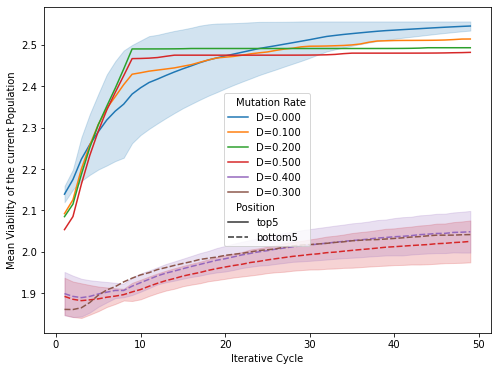 2.5
2.4
2.3
2.2
2.1
2.0
1.9
Mean Viability of the current Population
Mutation Rate
D=0.000
D=0.100
D=0.200
D=0.500
D=0.400
D=0.300
Position
top5
bottom5
0 10 20 30 40 50
Iterative Cycle